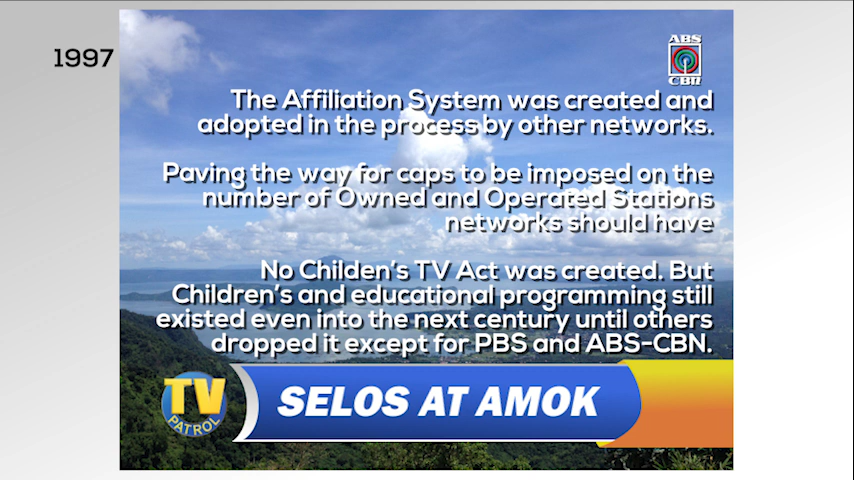 1997
ABS
CBN
The Affiliation System was created and
adopted in the process by other networks.
Paving the way for caps to be imposed on the
number of Owned and Operated Stations
networks should have
No Childen's TV Act was created. But
Children's and educational programming still
existed even into the next century until others
dropped it except for PBS and ABS-CBN.
TV
PATROL
SELOS AT AMOK